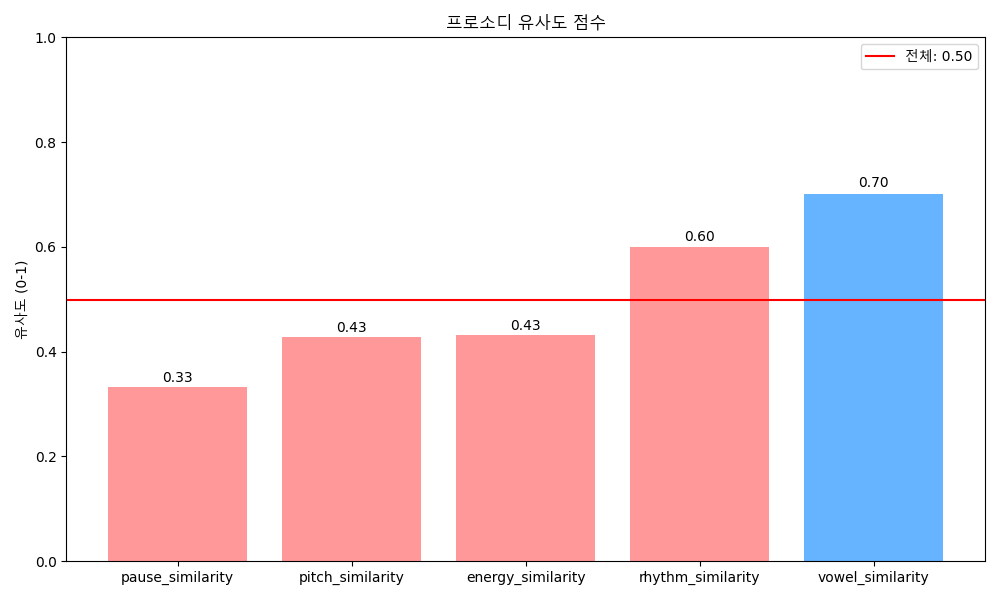 프로소디 유사도 점수
전체: 0.50
유사도 (0-1)
1.0
0.8
0.6
0.4
0.2
0.0
0.33
0.43
0.43
0.60
0.70
pause_similarity
pitch_similarity
energy_similarity
rhythm_similarity
vowel_similarity